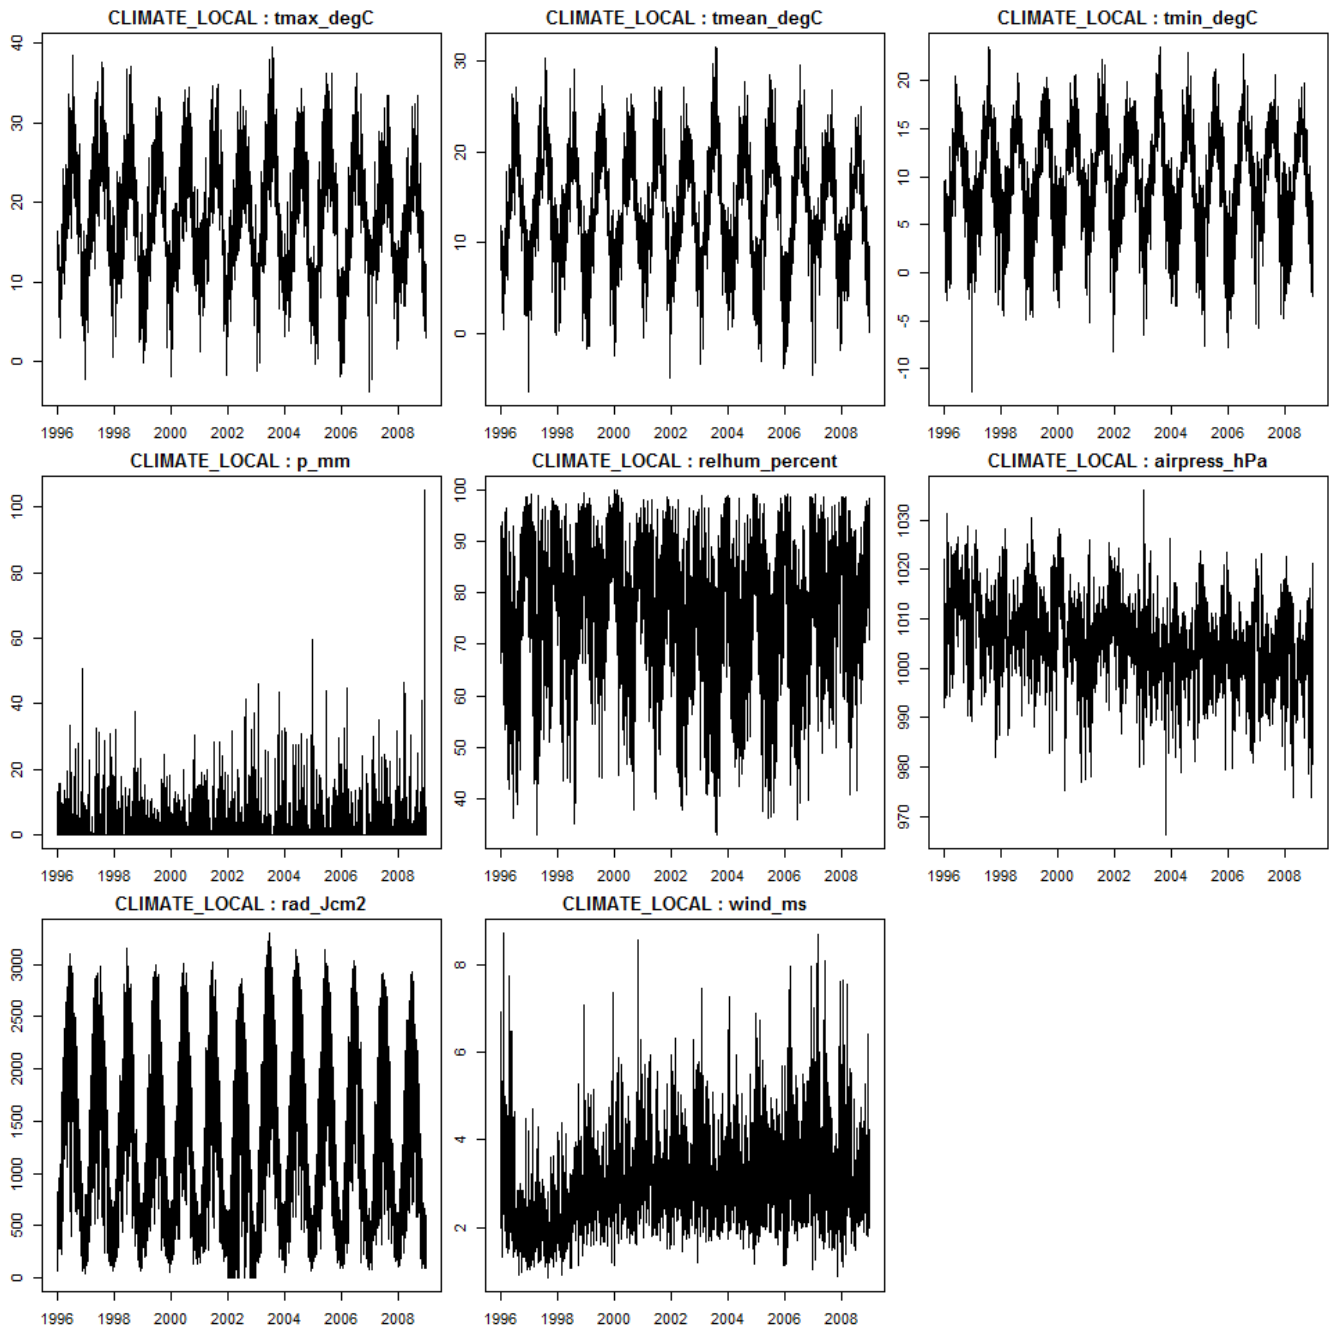 CLIMATE_LOCAL : tmax_degC
40
30
20
10
0
1996 1998 2000 2002 2004 2006 2008
CLIMATE_LOCAL : tmean_degC
30
20
10
0
1996 1998 2000 2002 2004 2006 2008
CLIMATE_LOCAL : tmin_degC
20
15
10
5
0
-5
-10
1996 1998 2000 2002 2004 2006 2008
CLIMATE_LOCAL : p_mm
100
80
60
40
20
0
1996 1998 2000 2002 2004 2006 2008
CLIMATE_LOCAL : relhum_percent
100
90
80
70
60
50
40
1996 1998 2000 2002 2004 2006 2008
CLIMATE_LOCAL : airpress_hPa
1030
1020
1010
1000
990
980
970
1996 1998 2000 2002 2004 2006 2008
CLIMATE_LOCAL : rad_Jcm2
3000
2500
2000
1500
1000
500
0
1996 1998 2000 2002 2004 2006 2008
CLIMATE_LOCAL : wind_ms
8
6
4
2
1996 1998 2000 2002 2004 2006 2008